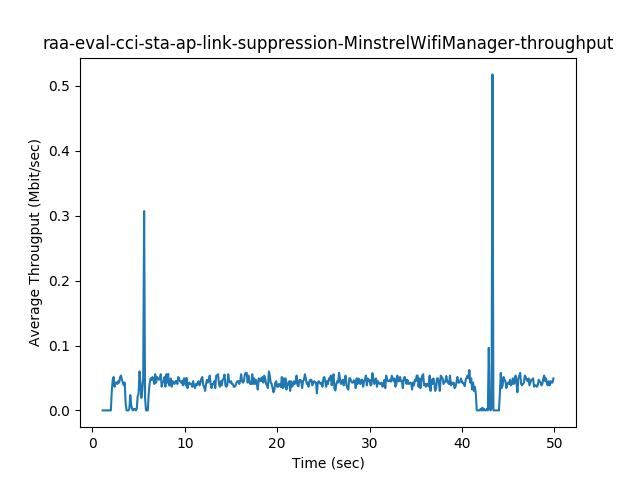 raa-eval-cci-sta-ap-link-suppression-MinstrelWifiManager-throughput
0.5
0.4
0.3
0.2
0.1
0.0
Average Througput (Mbit/sec)
0 10 20 30 40 50
Time (sec)